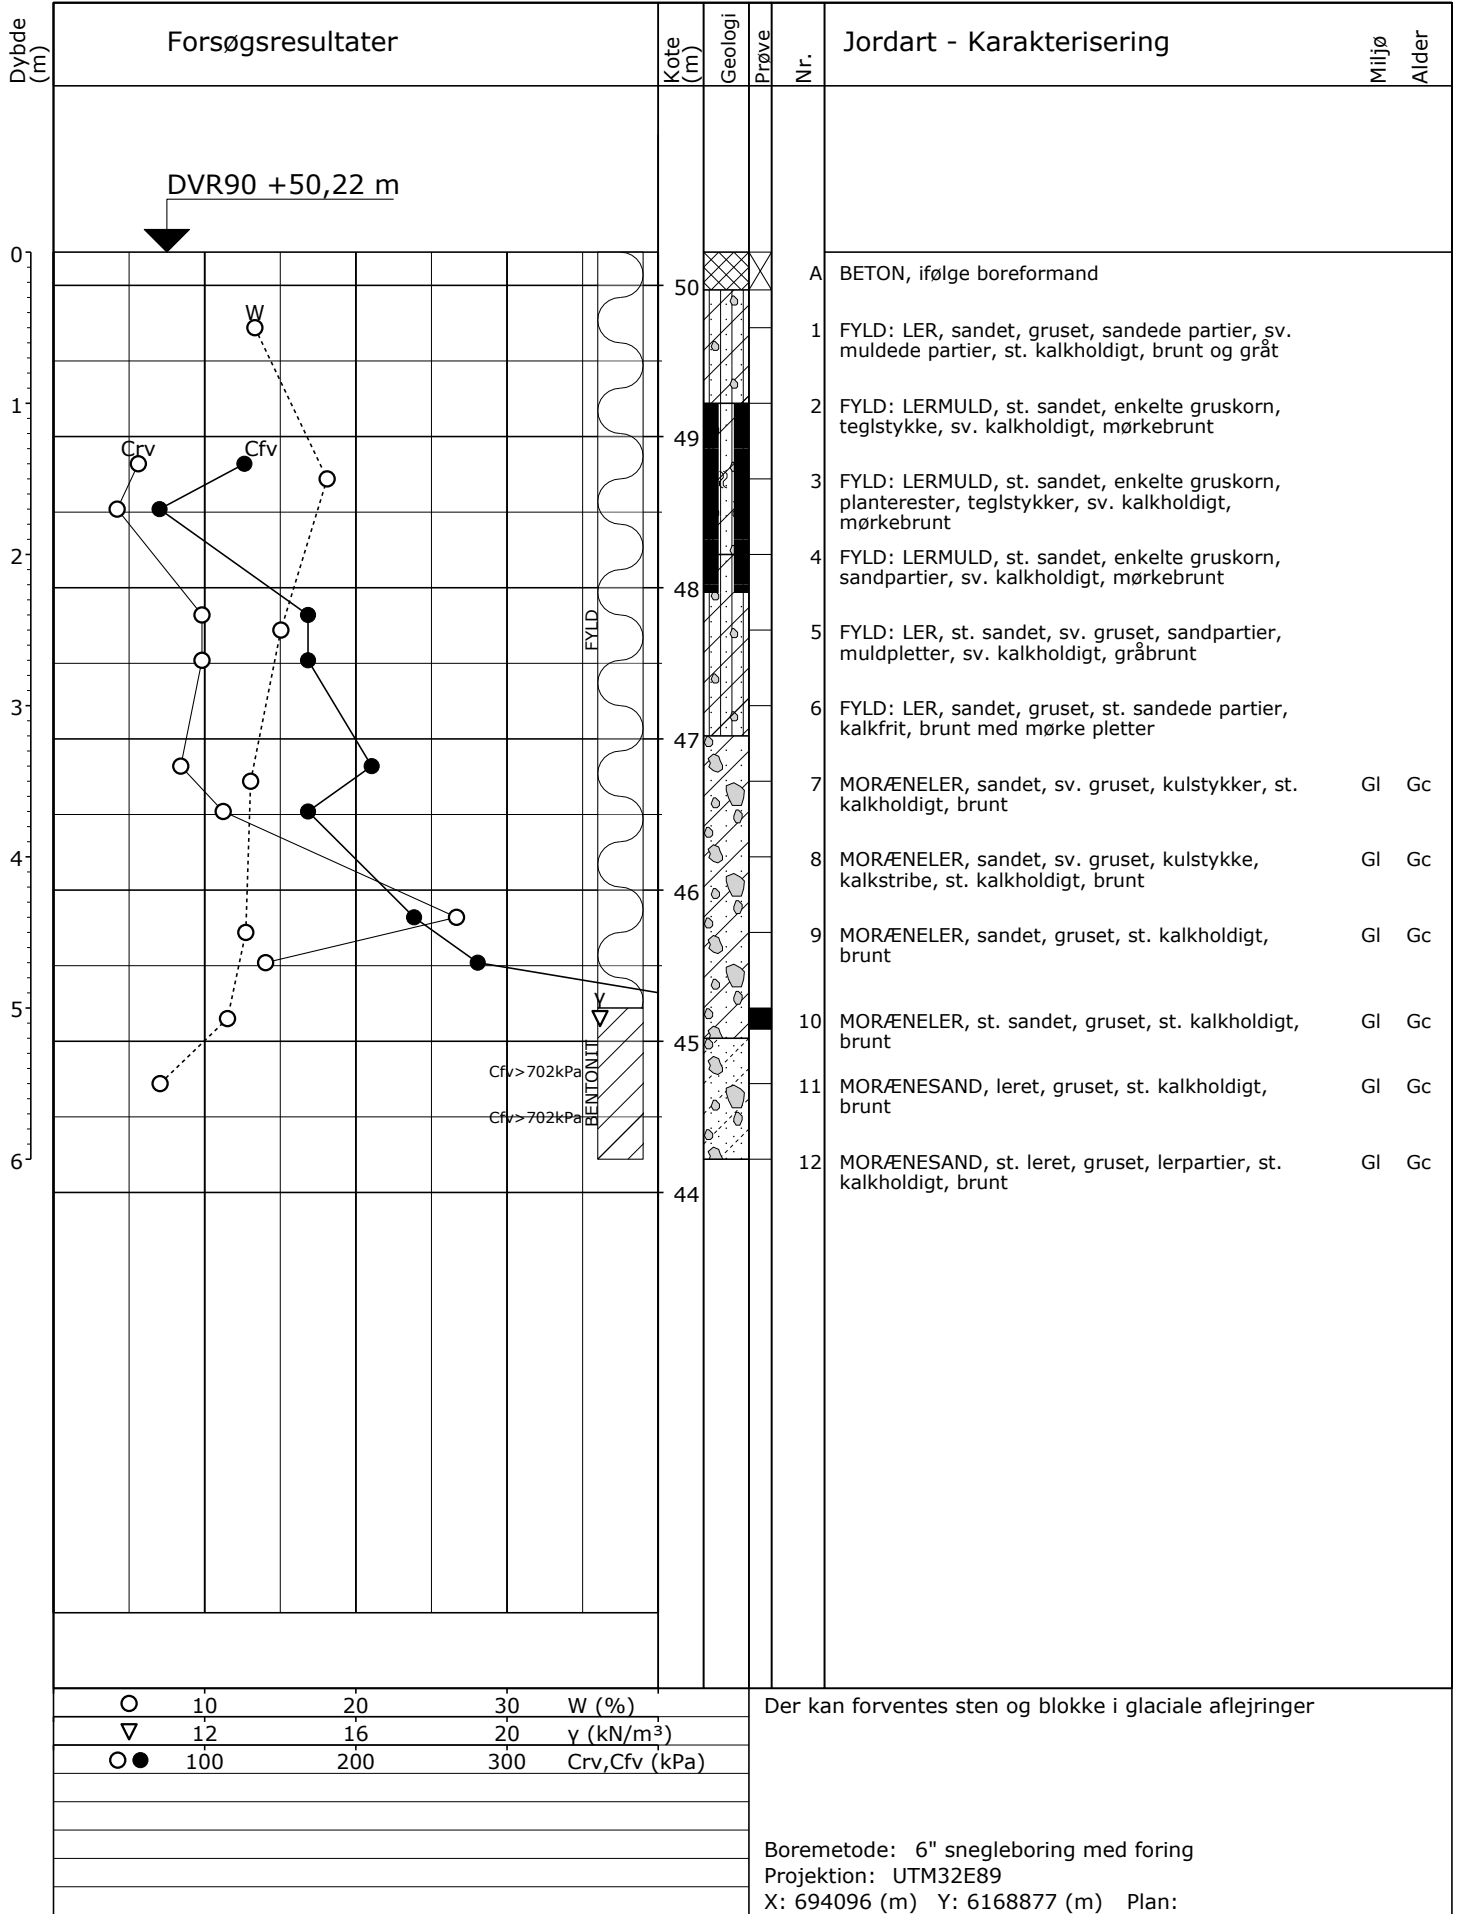 Dybde
(m)
Forsøgsresultater
Kote
(m)
Geologi
Prøve
Nr.
Jordart - Karakterisering
Miljø
Alder
DVR90 +50,22 m
0
1
2
3
4
5
6
W
Crv
Cfv
FYLD
γ
BENTONIT
Cfv>702kPa
Cfv>702kPa
50
49
48
47
46
45
44
A BETON, ifølge boreformand
1 FYLD: LER, sandet, gruset, sandede partier, sv.
muldede partier, st. kalkholdigt, brunt og gråt
2 FYLD: LERMULD, st. sandet, enkelte gruskorn,
teglstykke, sv. kalkholdigt, mørkebrunt
3 FYLD: LERMULD, st. sandet, enkelte gruskorn,
planterester, teglstykker, sv. kalkholdigt,
mørkebrunt
4 FYLD: LERMULD, st. sandet, enkelte gruskorn,
sandpartier, sv. kalkholdigt, mørkebrunt
5 FYLD: LER, st. sandet, sv. gruset, sandpartier,
muldpletter, sv. kalkholdigt, gråbrunt
6 FYLD: LER, sandet, gruset, st. sandede partier,
kalkfrit, brunt med mørke pletter
7 MORÆNELER, sandet, sv. gruset, kulstykker, st. Gl Gc
kalkholdigt, brunt
8 MORÆNELER, sandet, sv. gruset, kulstykke, Gl Gc
kalkstribe, st. kalkholdigt, brunt
9 MORÆNELER, sandet, gruset, st. kalkholdigt, Gl Gc
brunt
10 MORÆNELER, st. sandet, gruset, st. kalkholdigt, Gl Gc
brunt
11 MORÆNESAND, leret, gruset, st. kalkholdigt, Gl Gc
brunt
12 MORÆNESAND, st. leret, gruset, lerpartier, st. Gl Gc
kalkholdigt, brunt
10 20 30 W (%)
12 16 20 γ (kN/m³)
100 200 300 Crv,Cfv (kPa)
Der kan forventes sten og blokke i glaciale aflejringer
Boremetode: 6" snegleboring med foring
Projektion: UTM32E89
X: 694096 (m) Y: 6168877 (m) Plan: